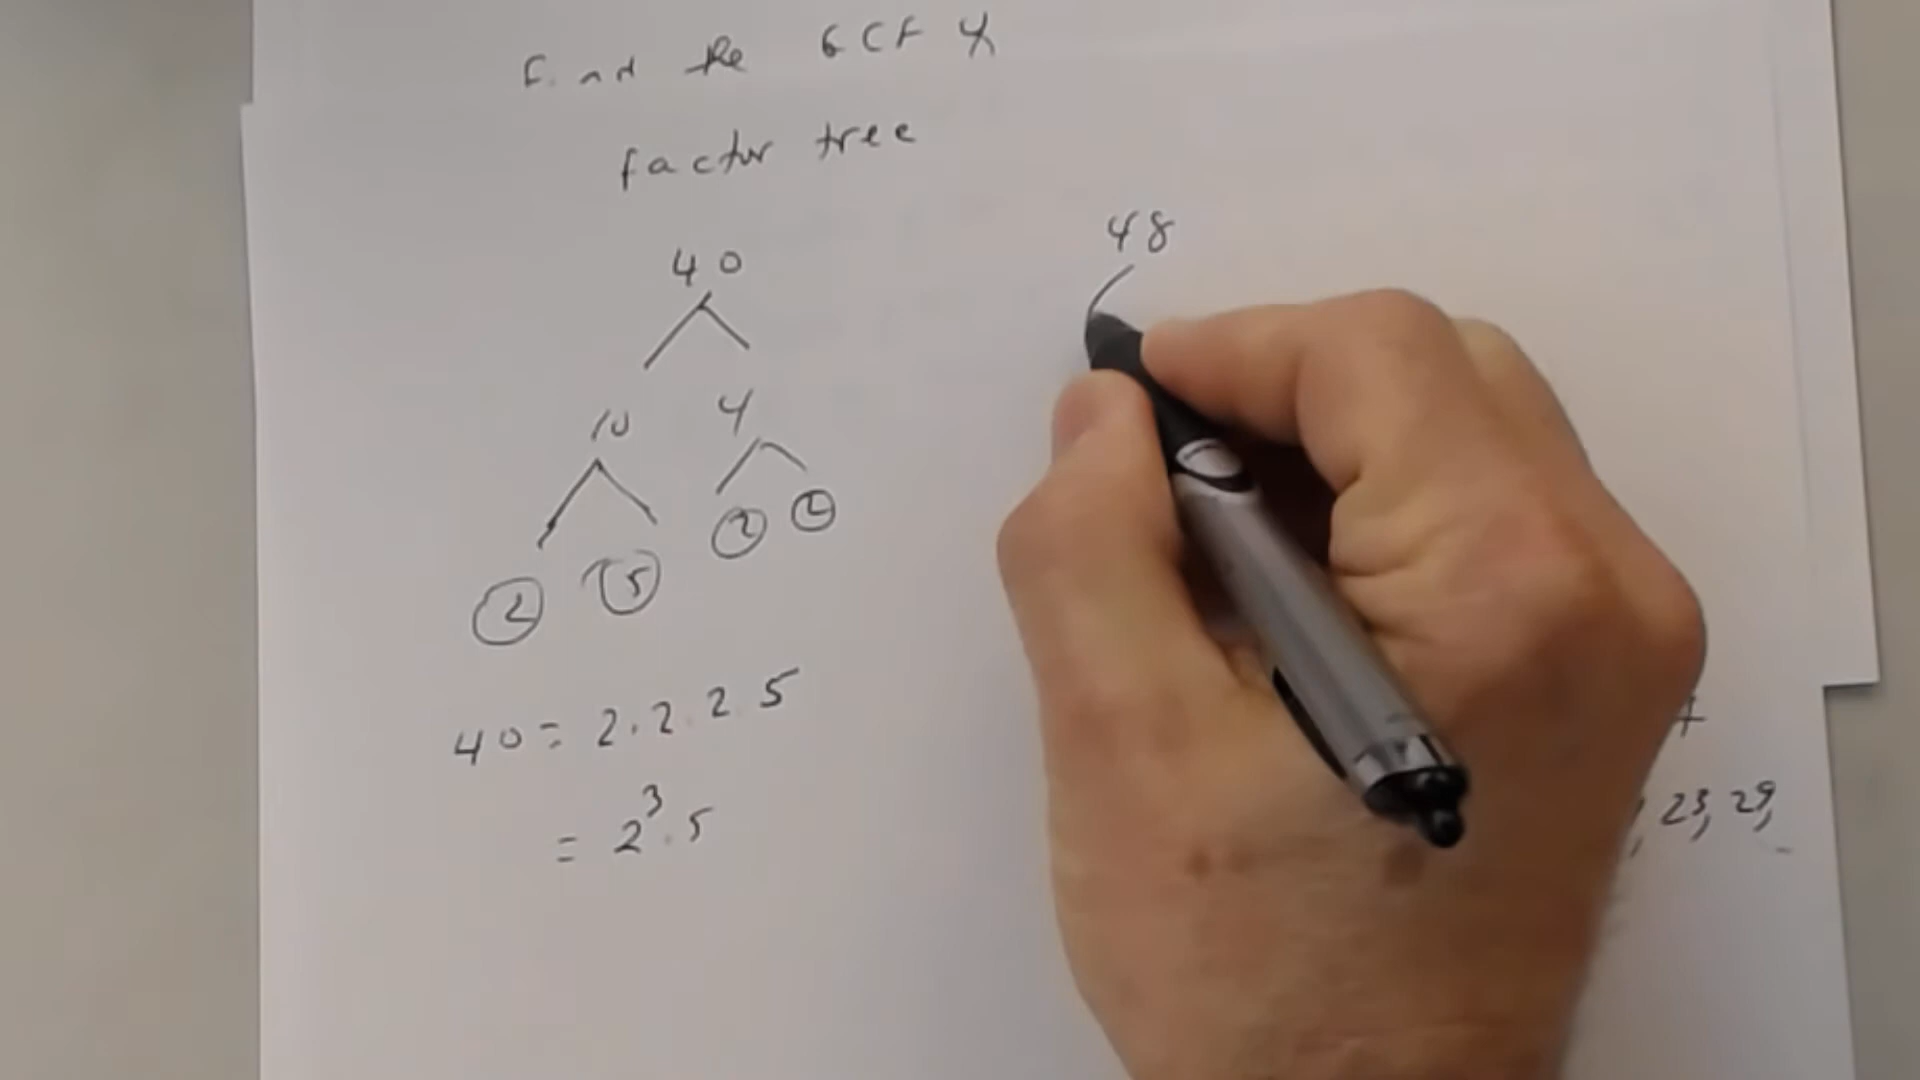 Find the GCF
factor tree
40
48
10 4
2 5 2 2
40 = 2.2.2.5
= 2³.5
, 23, 29,